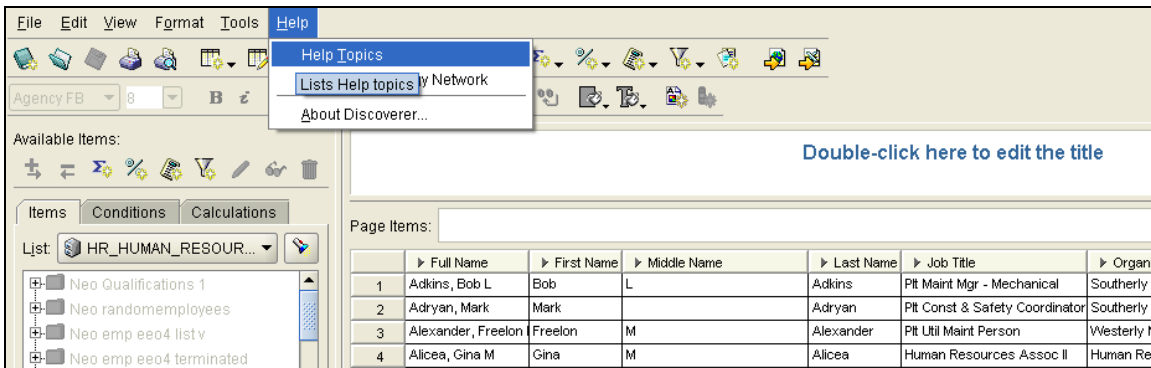 File Edit View Format Tools Help
Help Topics
Lists Help topics y Network
About Discoverer...
Agency FB 8 B i
Available Items:
Double-click here to edit the title
Items Conditions Calculations
Page Items:
List: HR_HUMAN_RESOUR...
Full Name First Name Middle Name Last Name Job Title Organ
Neo Qualifications 1
1 Adkins, Bob L Bob L Adkins Plt Maint Mgr - Mechanical Southerly
Neo randomemployees
2 Adryan, Mark Mark Adryan Plt Const & Safety Coordinator Southerly
Neo emp eeo4 list v
3 Alexander, Freelon Freelon M Alexander Plt Util Maint Person Westerly
Neo emp eeo4 terminated
4 Alicea, Gina M Gina M Alicea Human Resources Assoc II Human Re